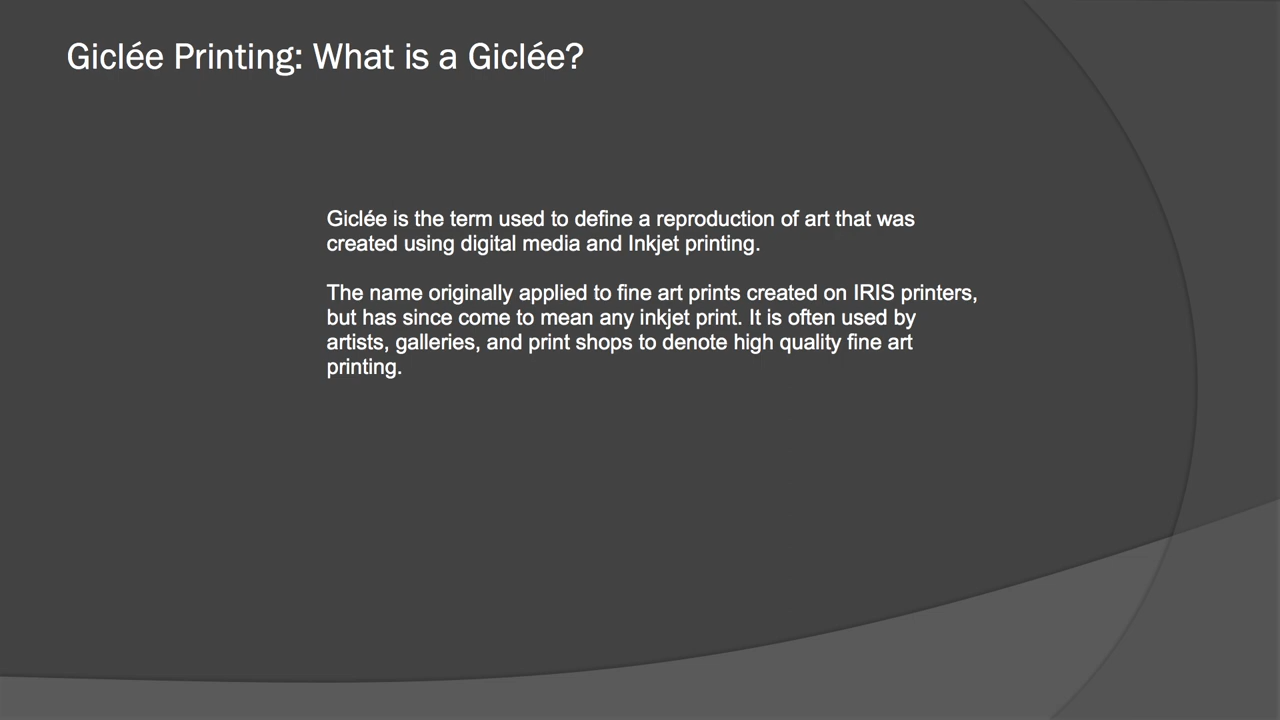 Giclée Printing: What is a Giclée?
Giclée is the term used to define a reproduction of art that was
created using digital media and Inkjet printing.
The name originally applied to fine art prints created on IRIS printers,
but has since come to mean any inkjet print. It is often used by
artists, galleries, and print shops to denote high quality fine art
printing.